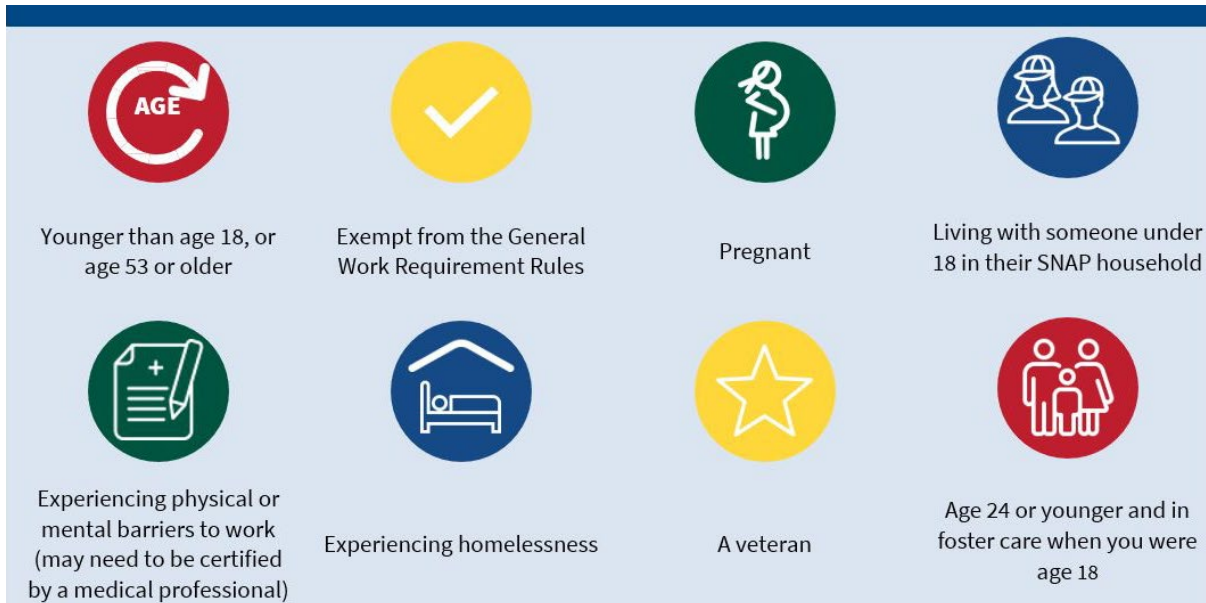 AGE
Younger than age 18, or
age 53 or older
Exempt from the General
Work Requirement Rules
Pregnant
Living with someone under
18 in their SNAP household
Experiencing physical or
mental barriers to work
(may need to be certified
by a medical professional)
Experiencing homelessness
A veteran
Age 24 or younger and in
foster care when you were
age 18